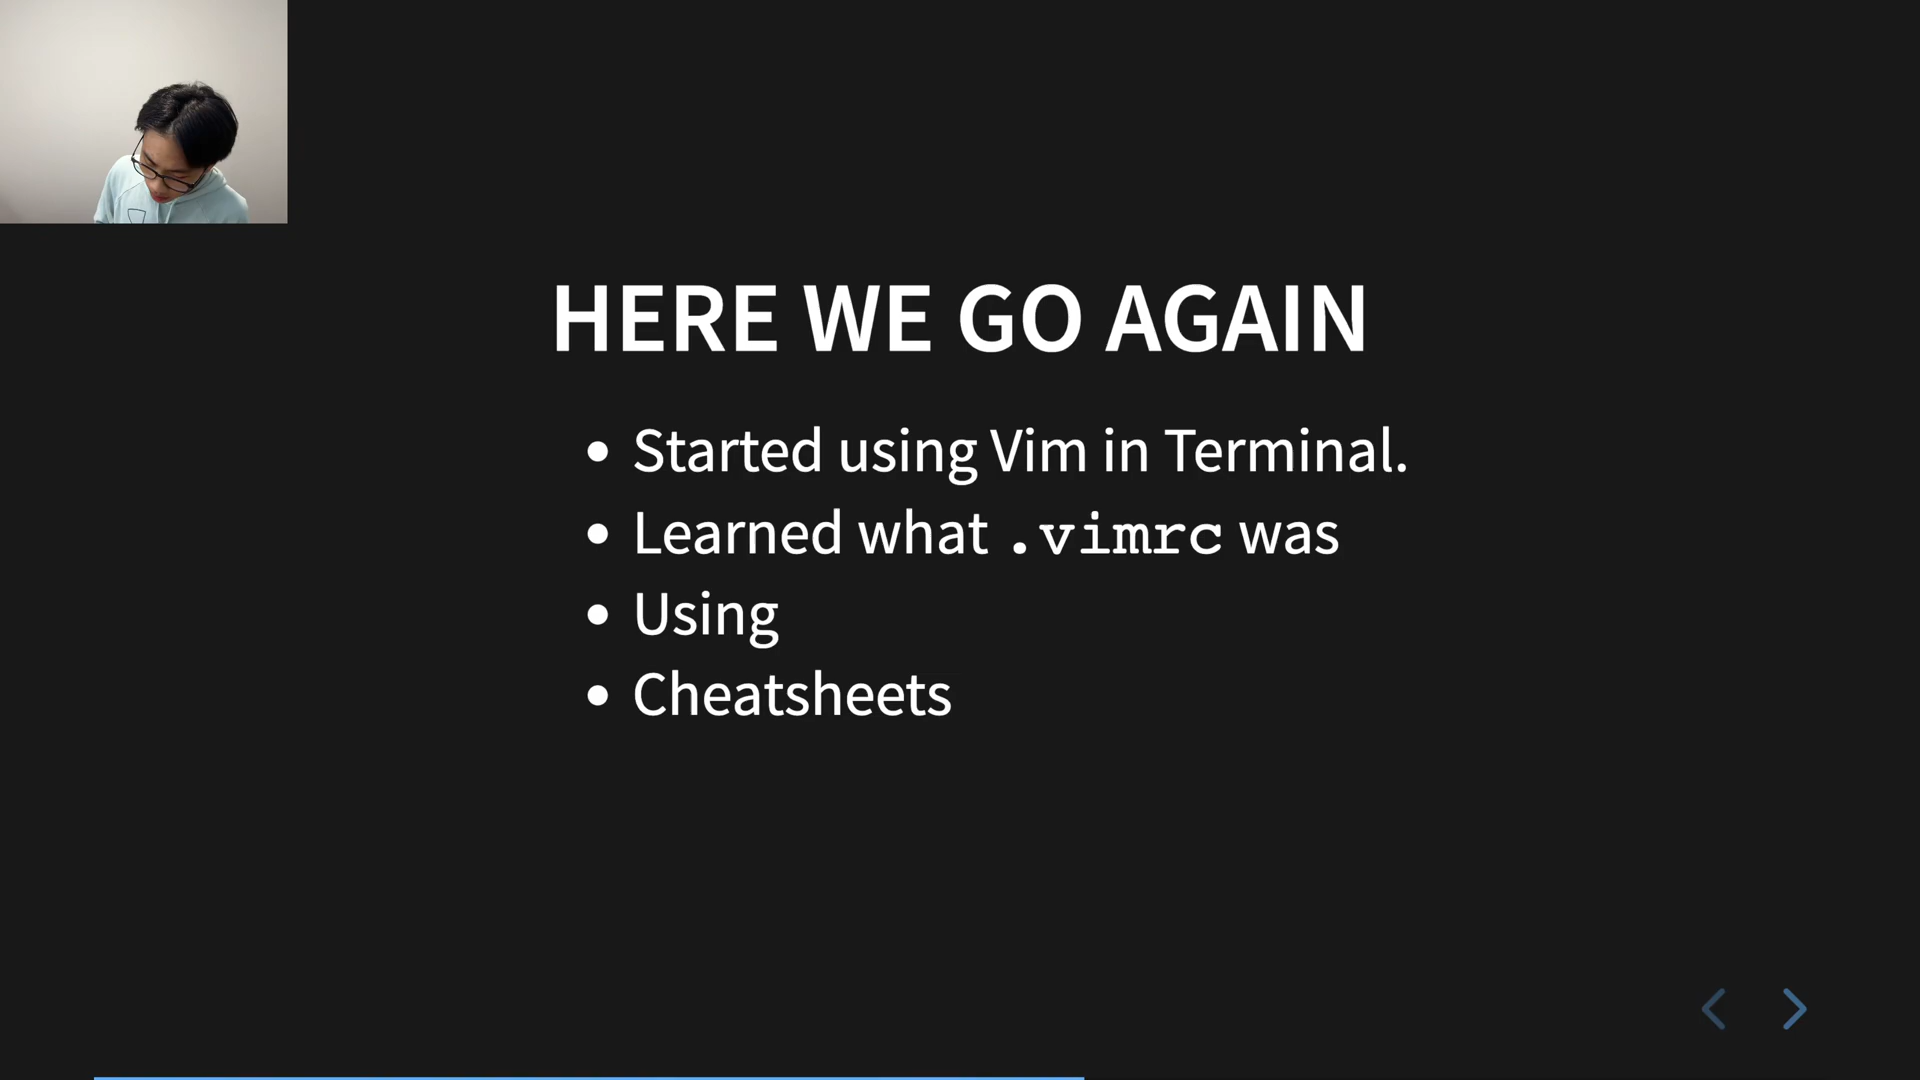 HERE WE GO AGAIN
Started using Vim in Terminal.
Learned what .vimrc was
Using
Cheatsheets